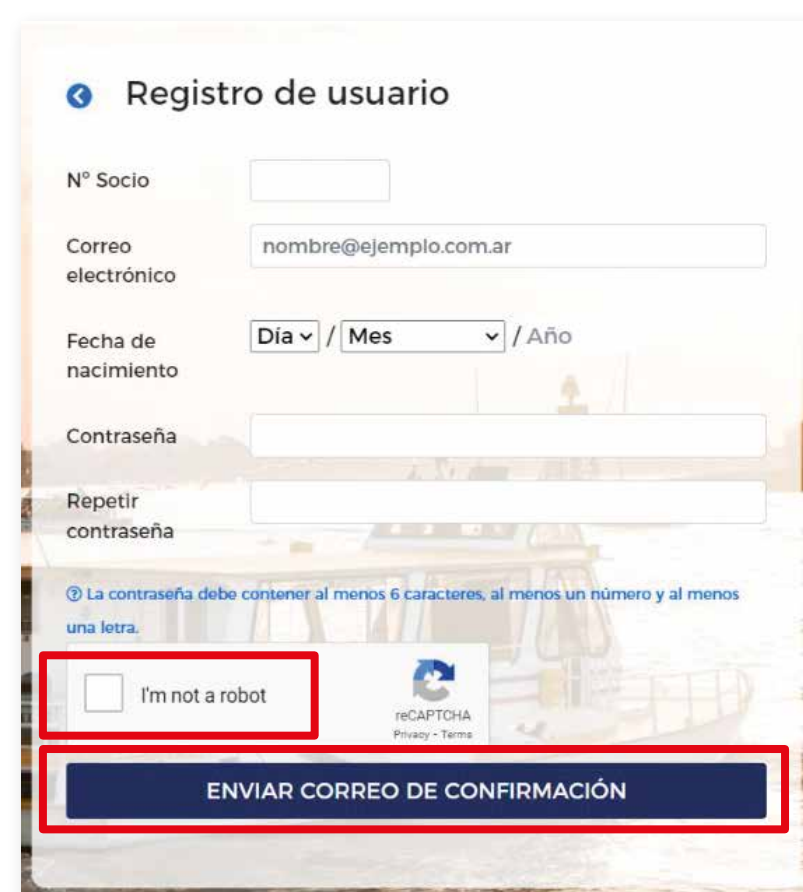 Registro de usuario
N° Socio
Correo
electrónico
nombre@ejemplo.com.ar
Fecha de
nacimiento
Día / Mes / Año
Contraseña
Repetir
contraseña
La contraseña debe contener al menos 6 caracteres, al menos un número y al menos
una letra.
I'm not a robot
reCAPTCHA
Privacy - Terms
ENVIAR CORREO DE CONFIRMACIÓN